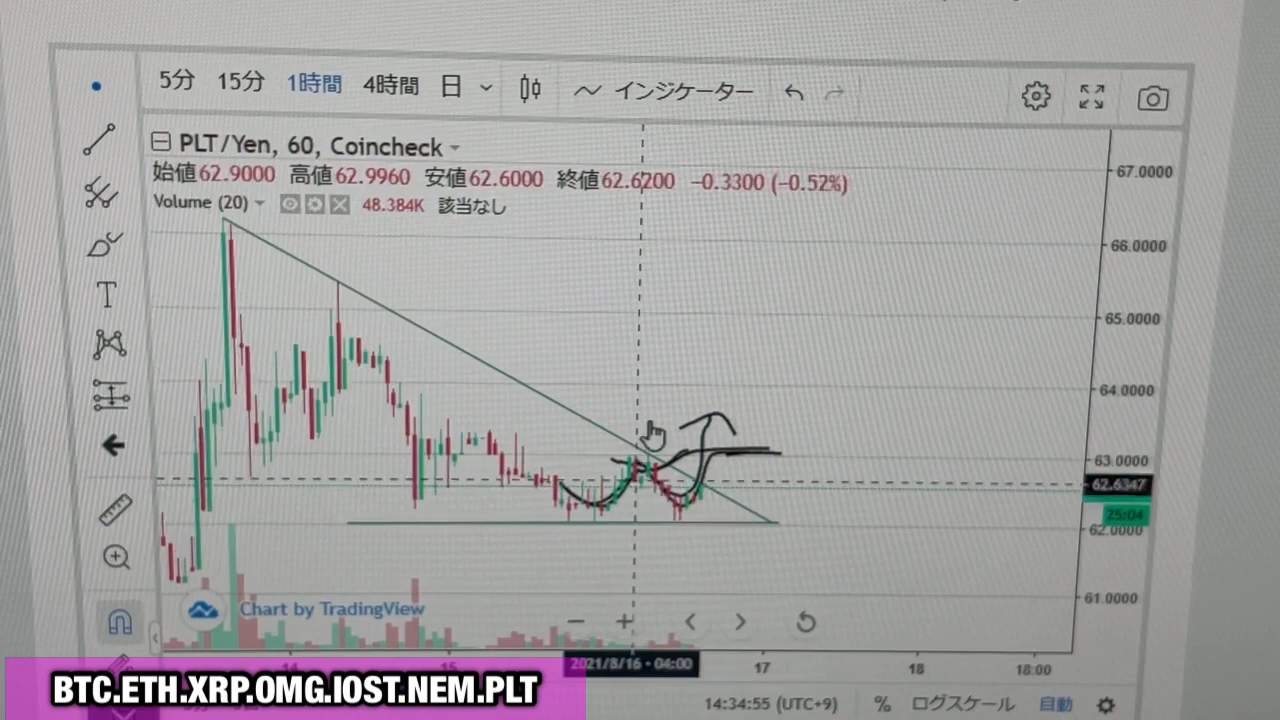 5分 15分 1時間 4時間 日 インジケーター
PLT/Yen, 60, Coincheck
始値62.9000 高値62.9960 安値62.6000 終値62.6200 −0.3300 (−0.52%)
Volume (20) 48.384K 該当なし
67.0000
66.0000
65.0000
64.0000
63.0000
62.6347
25:04
62.0000
61.0000
Chart by TradingView
14 15 2021/8/16 - 04:00 17 18 18:00
14:34:55 (UTC+9) % ログスケール 自動
BTC.ETH.XRP.OMG.IOST.NEM.PLT